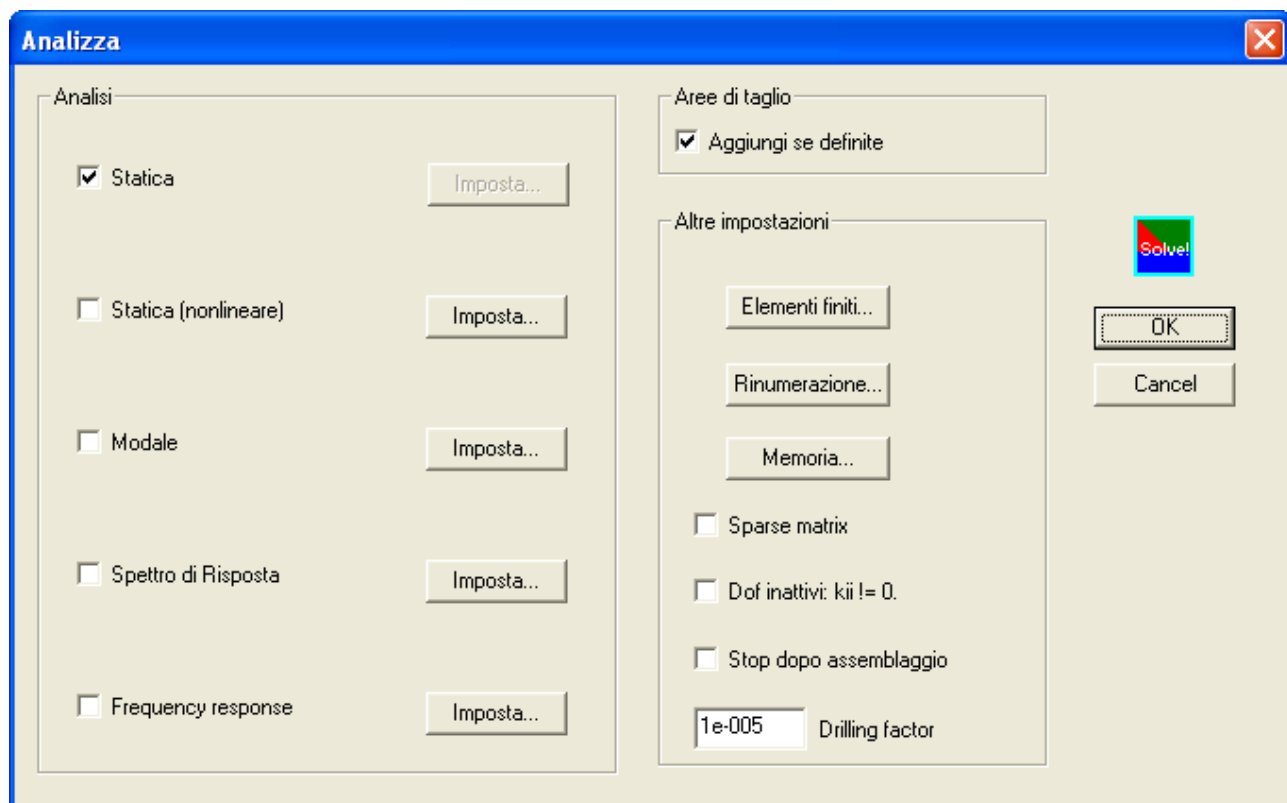 Analizza
Analisi
Statica
Imposta...
Statica (nonlineare)
Imposta...
Modale
Imposta...
Spettro di Risposta
Imposta...
Frequency response
Imposta...
Aree di taglio
Aggiungi se definite
Altre impostazioni
Elementi finiti...
Rinumerazione...
Memoria...
Sparse matrix
Dof inattivi: kii != 0.
Stop dopo assemblaggio
1e-005 Drilling factor
Solve!
OK
Cancel